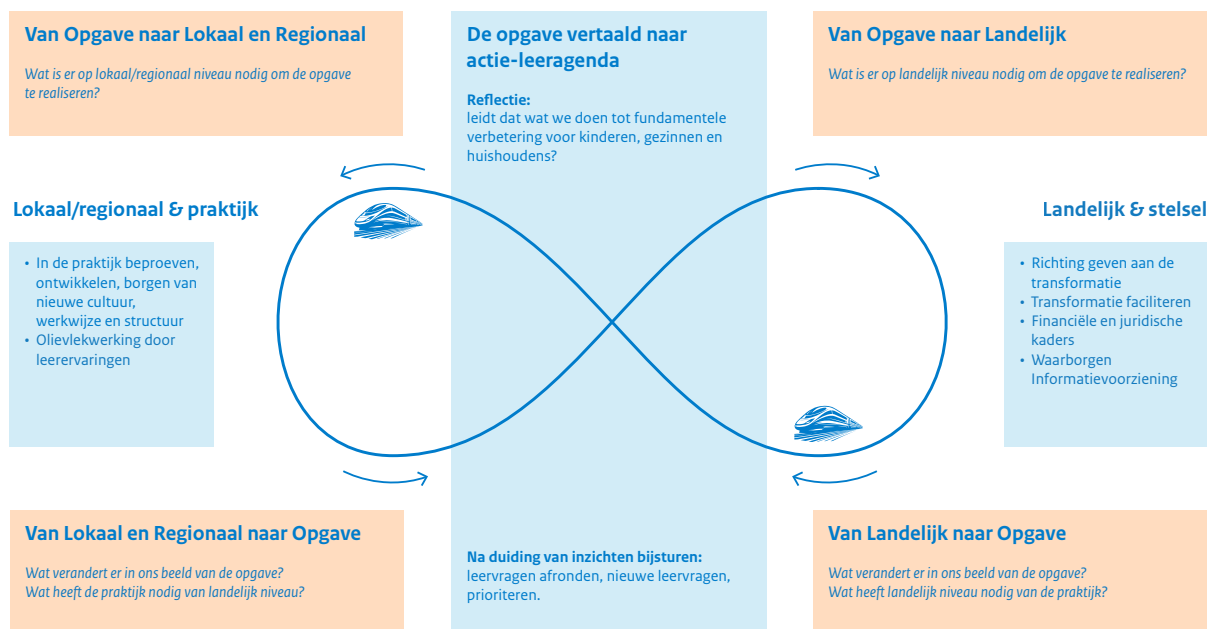 Van Opgave naar Lokaal en Regionaal
Wat is er op lokaal/regionaal niveau nodig om de opgave
te realiseren?
De opgave vertaald naar
actie-leeragenda
Reflectie:
leidt dat wat we doen tot fundamentele
verbetering voor kinderen, gezinnen en
huishoudens?
Van Opgave naar Landelijk
Wat is er op landelijk niveau nodig om de opgave te realiseren?
Lokaal/regionaal & praktijk
• In de praktijk beproeven,
ontwikkelen, borgen van
nieuwe cultuur,
werkwijze en structuur
• Olievlekwerking door
leerervaringen
Landelijk & stelsel
• Richting geven aan de
transformatie
• Transformatie faciliteren
• Financiële en juridische
kaders
• Waarborgen
Informatievoorziening
Van Lokaal en Regionaal naar Opgave
Wat verandert er in ons beeld van de opgave?
Wat heeft de praktijk nodig van landelijk niveau?
Na duiding van inzichten bijsturen:
leervragen afronden, nieuwe leervragen,
prioriteren.
Van Landelijk naar Opgave
Wat verandert er in ons beeld van de opgave?
Wat heeft landelijk niveau nodig van de praktijk?